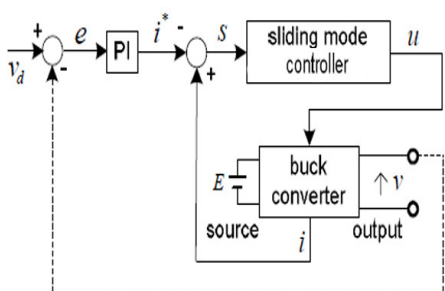 + e PI i* - s sliding mode controller u
v_d - +
E buck converter ↑ v
source i output